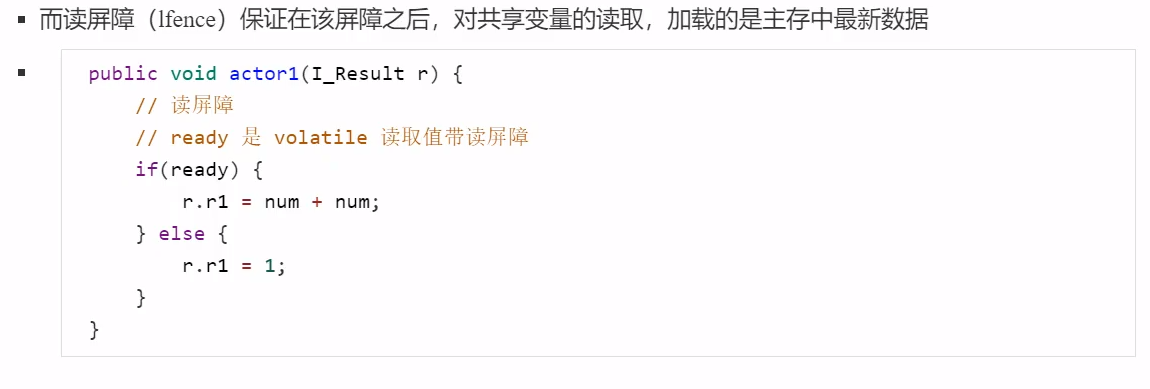 ▪ 而读屏障（lfence）保证在该屏障之后，对共享变量的读取，加载的是主存中最新数据
▪ public void actor1(I_Result r) {
    // 读屏障
    // ready 是 volatile 读取值带读屏障
    if(ready) {
        r.r1 = num + num;
    } else {
        r.r1 = 1;
    }
}